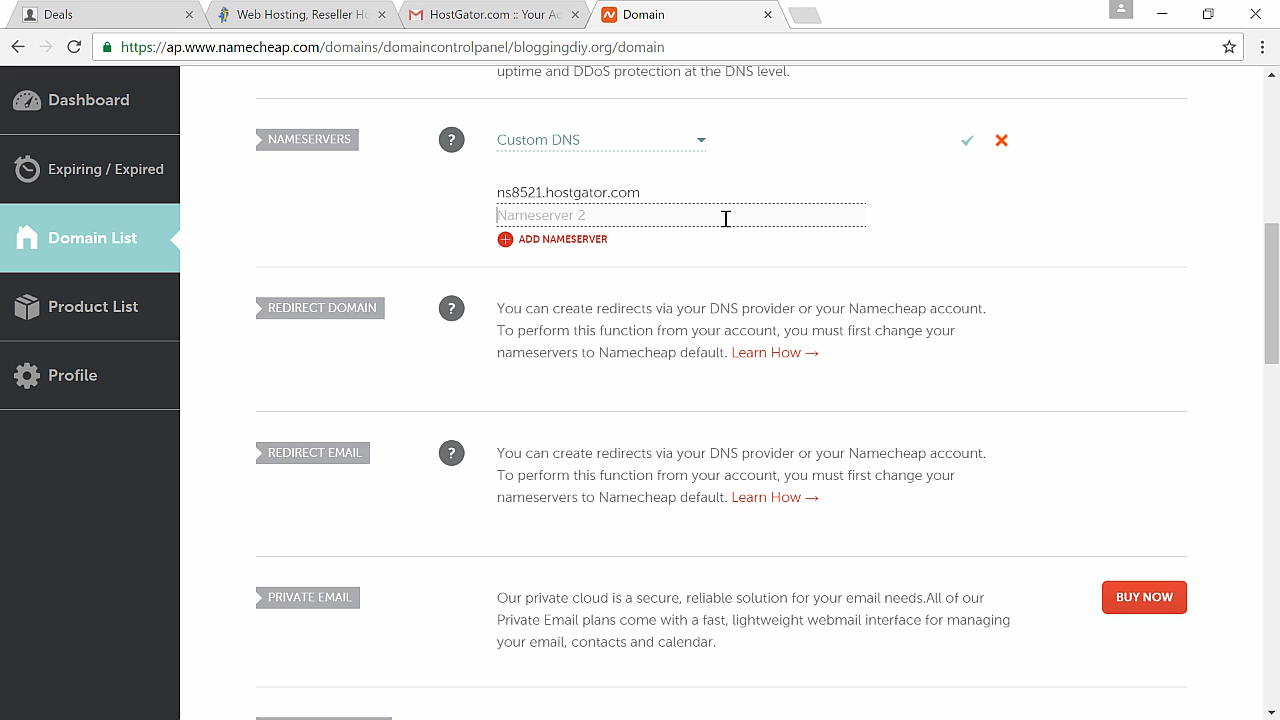 Deals
Web Hosting, Reseller Ho
HostGator.com :: Your Ac
Domain
https://ap.www.namecheap.com/domains/domaincontrolpanel/bloggingdiy.org/domain
Dashboard
Expiring / Expired
Domain List
Product List
Profile
uptime and DDoS protection at the DNS level.
NAMESERVERS
?
Custom DNS
ns8521.hostgator.com
Nameserver 2
ADD NAMESERVER
REDIRECT DOMAIN
?
You can create redirects via your DNS provider or your Namecheap account.
To perform this function from your account, you must first change your
nameservers to Namecheap default. Learn How →
REDIRECT EMAIL
?
You can create redirects via your DNS provider or your Namecheap account.
To perform this function from your account, you must first change your
nameservers to Namecheap default. Learn How →
PRIVATE EMAIL
Our private cloud is a secure, reliable solution for your email needs.All of our
Private Email plans come with a fast, lightweight webmail interface for managing
your email, contacts and calendar.
BUY NOW